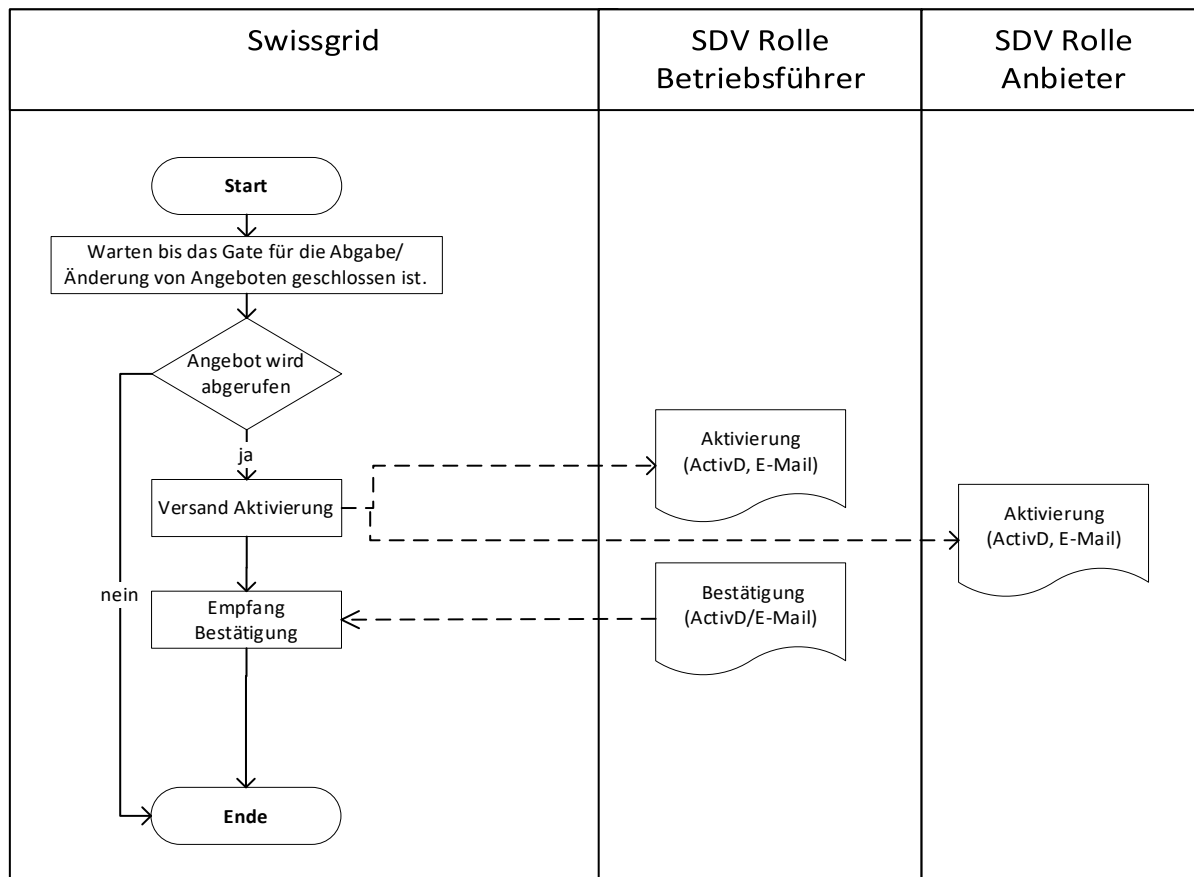 Swissgrid
SDV Rolle
Betriebsführer
SDV Rolle
Anbieter
Start
Warten bis das Gate für die Abgabe/
Änderung von Angeboten geschlossen ist.
Angebot wird
abgerufen
ja
nein
Versand Aktivierung
Aktivierung
(ActivD, E-Mail)
Aktivierung
(ActivD, E-Mail)
Empfang
Bestätigung
Bestätigung
(ActivD/E-Mail)
Ende